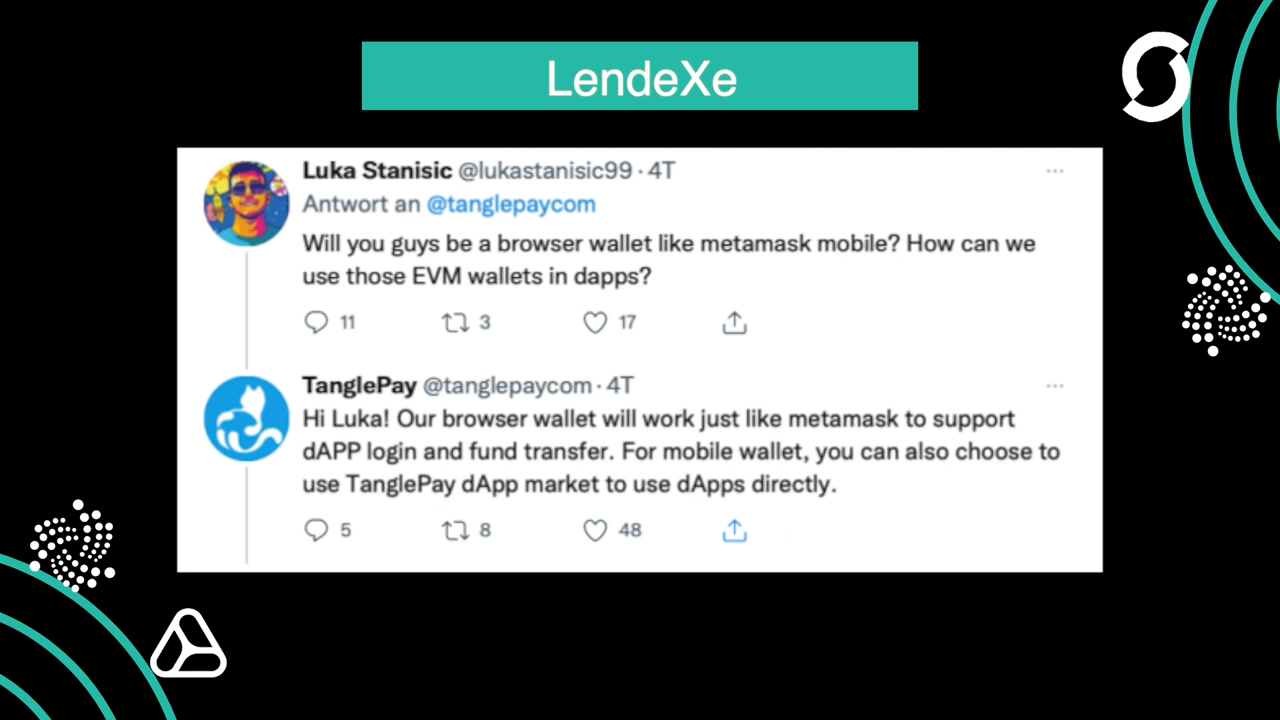 LendeXe
Luka Stanisic @lukastanisic99 · 4T
Antwort an @tanglepaycom
Will you guys be a browser wallet like metamask mobile? How can we
use those EVM wallets in dapps?
11 3 17
TanglePay @tanglepaycom · 4T
Hi Luka! Our browser wallet will work just like metamask to support
dAPP login and fund transfer. For mobile wallet, you can also choose to
use TanglePay dApp market to use dApps directly.
5 8 48